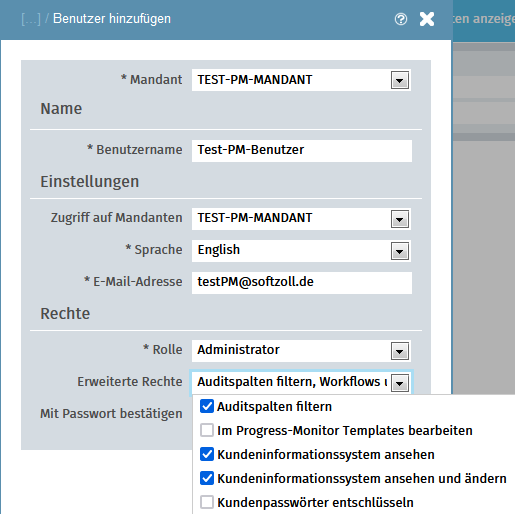 [...] / Benutzer hinzufügen
ten anzeige
* Mandant TEST-PM-MANDANT
Name
* Benutzername Test-PM-Benutzer
Einstellungen
Zugriff auf Mandanten TEST-PM-MANDANT
* Sprache English
* E-Mail-Adresse testPM@softzoll.de
Rechte
* Rolle Administrator
Erweiterte Rechte Auditspalten filtern, Workflows u
Mit Passwort bestätigen
Auditspalten filtern
Im Progress-Monitor Templates bearbeiten
Kundeninformationssystem ansehen
Kundeninformationssystem ansehen und ändern
Kundenpasswörter entschlüsseln